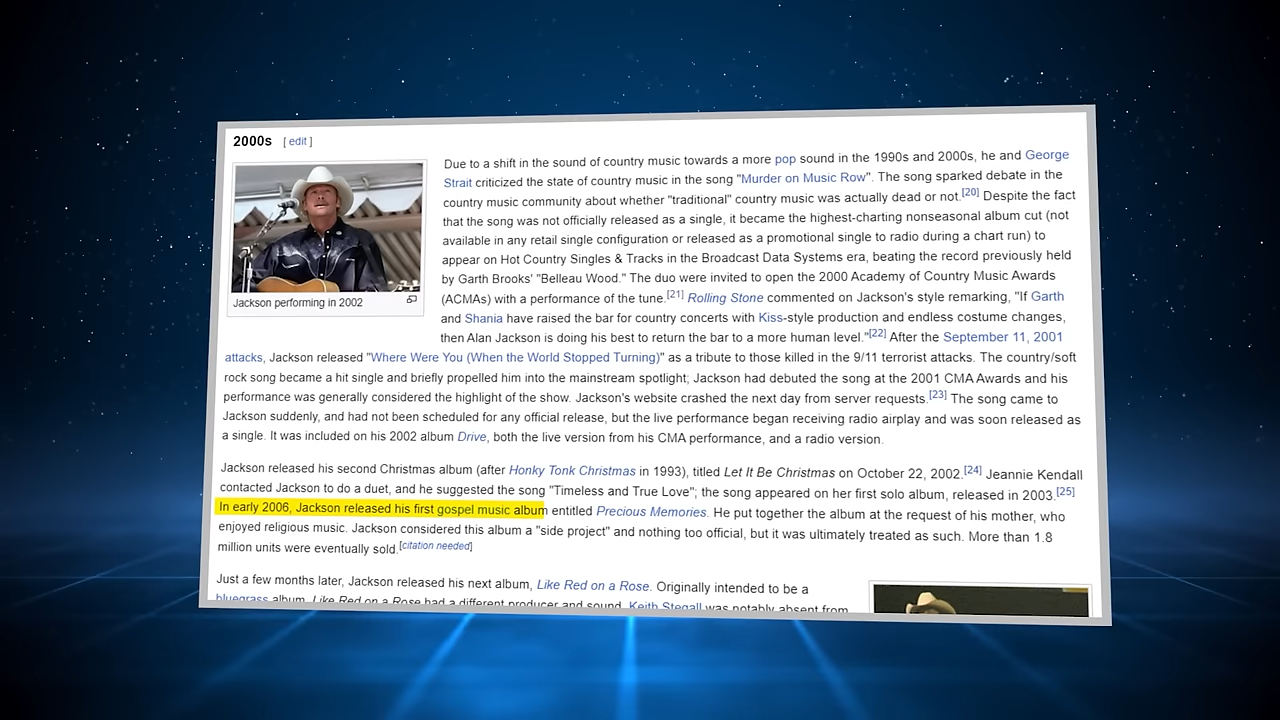 2000s [ edit ]
Due to a shift in the sound of country music towards a more pop sound in the 1990s and 2000s, he and George
Strait criticized the state of country music in the song "Murder on Music Row". The song sparked debate in the
country music community about whether "traditional" country music was actually dead or not.[20] Despite the fact
that the song was not officially released as a single, it became the highest-charting nonseasonal album cut (not
available in any retail single configuration or released as a promotional single to radio during a chart run) to
appear on Hot Country Singles & Tracks in the Broadcast Data Systems era, beating the record previously held
by Garth Brooks' "Belleau Wood." The duo were invited to open the 2000 Academy of Country Music Awards
(ACMAs) with a performance of the tune.[21] Rolling Stone commented on Jackson's style remarking, "If Garth
and Shania have raised the bar for country concerts with Kiss-style production and endless costume changes,
then Alan Jackson is doing his best to return the bar to a more human level."[22] After the September 11, 2001
Jackson performing in 2002
attacks, Jackson released "Where Were You (When the World Stopped Turning)" as a tribute to those killed in the 9/11 terrorist attacks. The country/soft
rock song became a hit single and briefly propelled him into the mainstream spotlight; Jackson had debuted the song at the 2001 CMA Awards and his
performance was generally considered the highlight of the show. Jackson's website crashed the next day from server requests.[23] The song came to
Jackson suddenly, and had not been scheduled for any official release, but the live performance began receiving radio airplay and was soon released as
a single. It was included on his 2002 album Drive, both the live version from his CMA performance, and a radio version.
Jackson released his second Christmas album (after Honky Tonk Christmas in 1993), titled Let It Be Christmas on October 22, 2002.[24] Jeannie Kendall
contacted Jackson to do a duet, and he suggested the song "Timeless and True Love"; the song appeared on her first solo album, released in 2003.[25]
In early 2006, Jackson released his first gospel music album entitled Precious Memories. He put together the album at the request of his mother, who
enjoyed religious music. Jackson considered this album a "side project" and nothing too official, but it was ultimately treated as such. More than 1.8
million units were eventually sold.[citation needed]
Just a few months later, Jackson released his next album, Like Red on a Rose. Originally intended to be a
bluegrass album, Like Red on a Rose had a different producer and sound. Keith Stegall was notably absent from